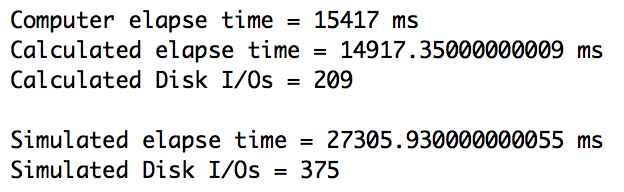 Computer elapse time = 15417 ms
Calculated elapse time = 14917.35000000009 ms
Calculated Disk I/Os = 209
Simulated elapse time = 27305.930000000055 ms
Simulated Disk I/Os = 375